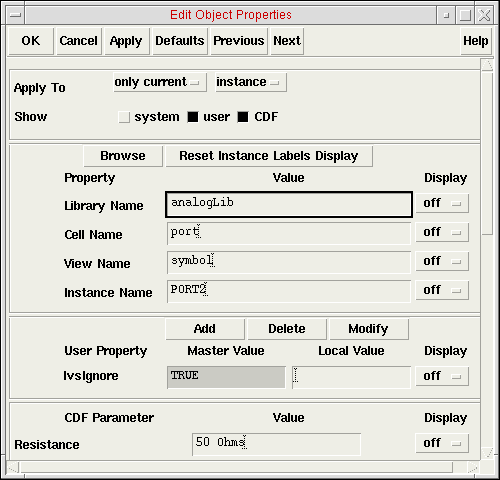 Edit Object Properties
OK Cancel Apply Defaults Previous Next Help
Apply To only current instance
Show system user CDF
Browse Reset Instance Labels Display
Property Value Display
Library Name analogLib off
Cell Name port off
View Name symbol off
Instance Name PORT2 off
Add Delete Modify
User Property Master Value Local Value Display
lvsIgnore TRUE off
CDF Parameter Value Display
Resistance 50 Ohms off